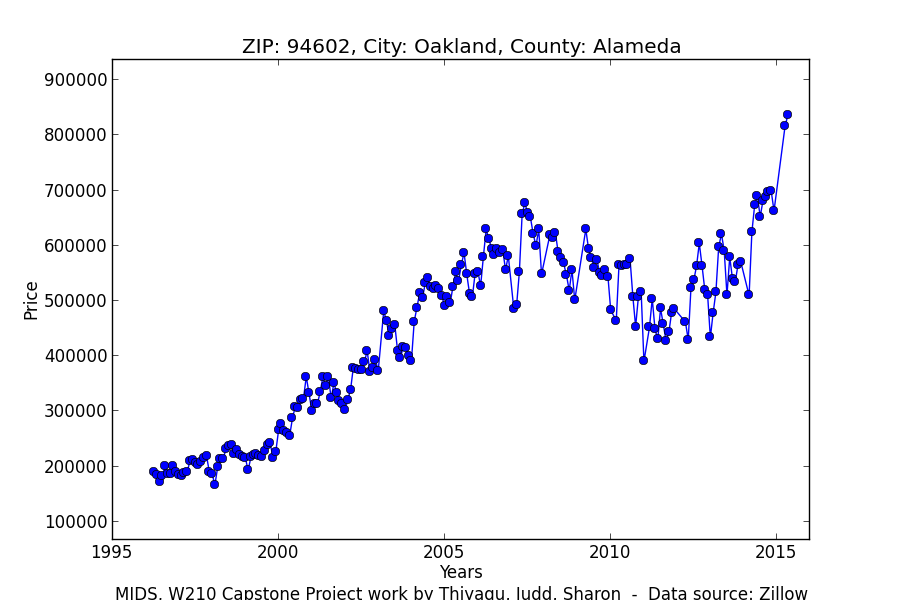 ZIP: 94602, City: Oakland, County: Alameda
900000
800000
700000
600000
500000
400000
300000
200000
100000
Price
1995 2000 2005 2010 2015
Years
MIDS, W210 Capstone Project work by Thiyagu, Judd, Sharon - Data source: Zillow